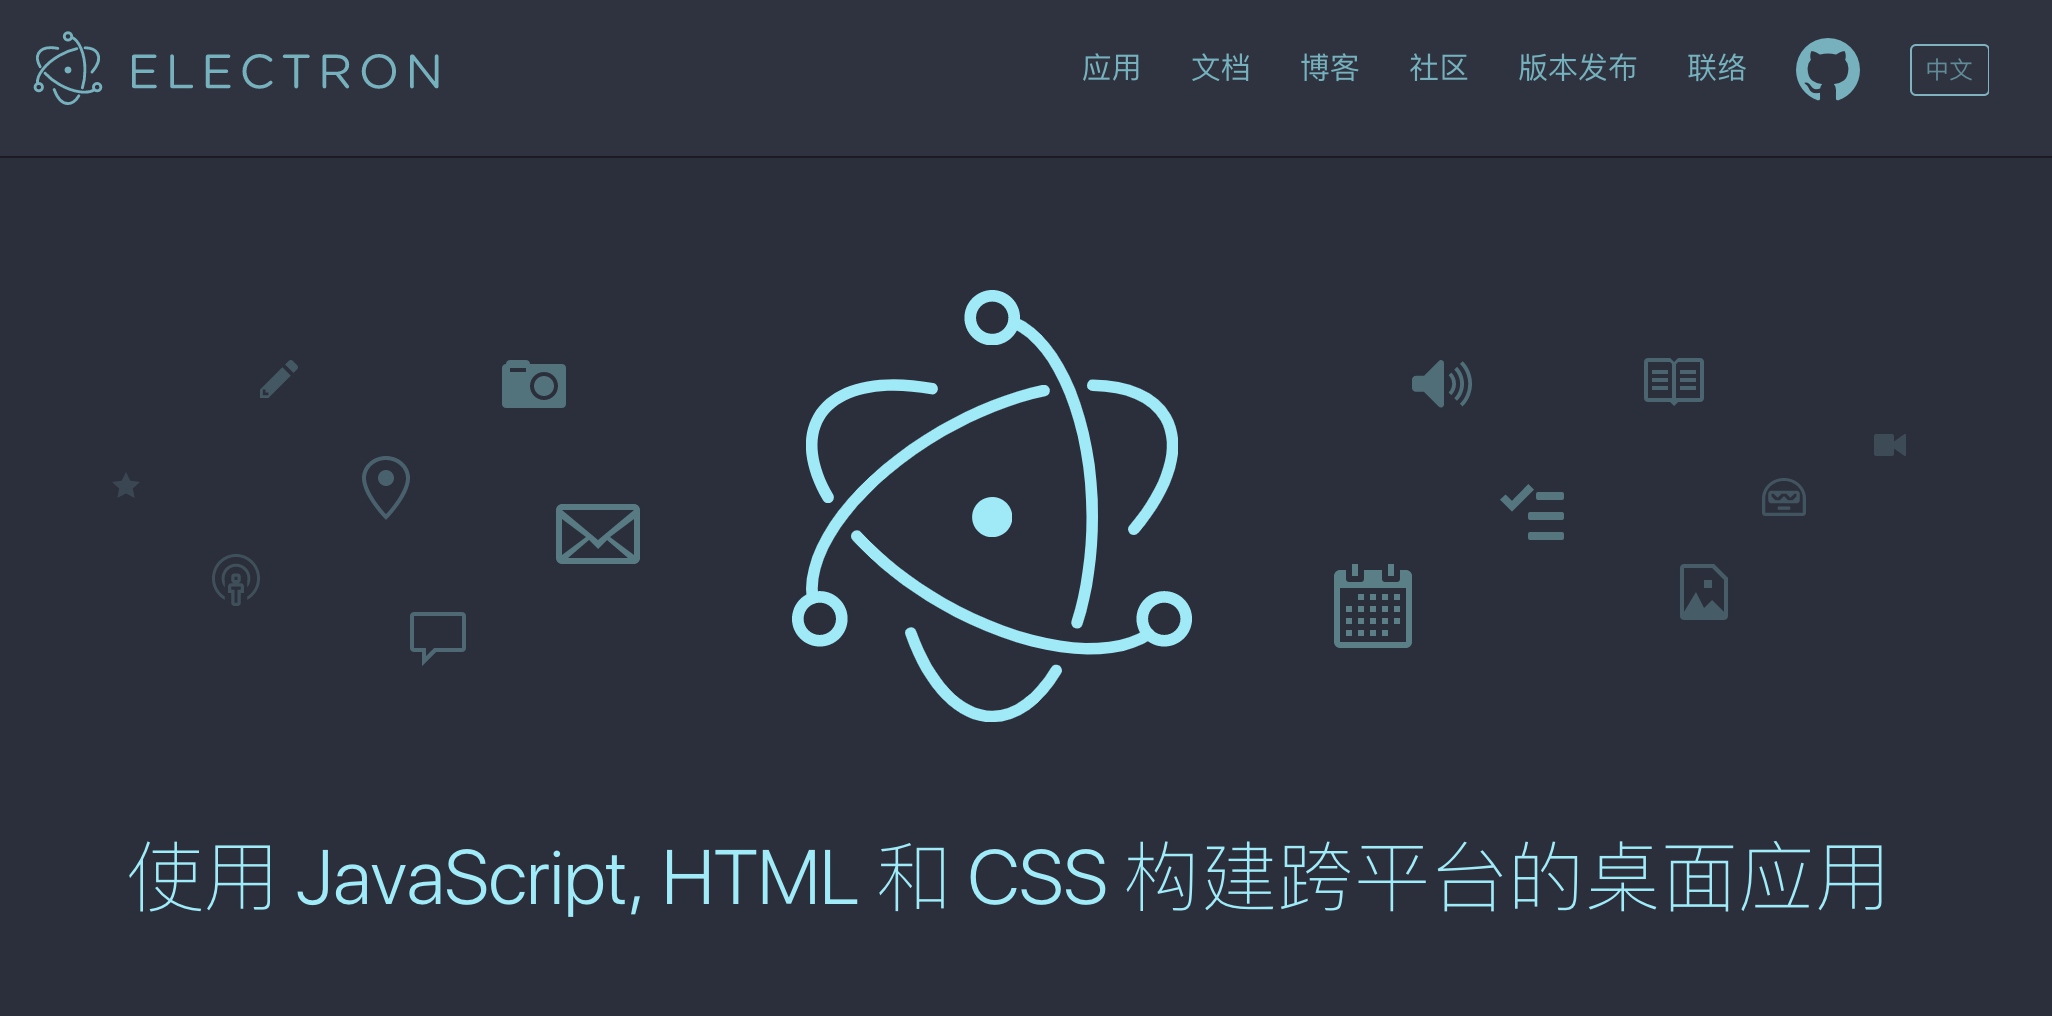 ELECTRON
应用 文档 博客 社区 版本发布 联络 中文
使用 JavaScript, HTML 和 CSS 构建跨平台的桌面应用